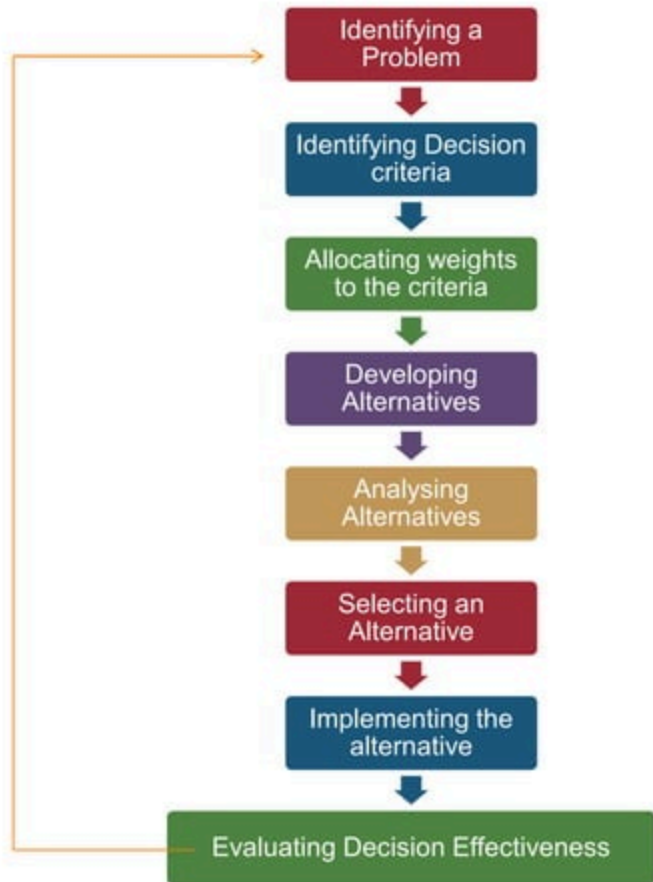 Identifying a
Problem
Identifying Decision
criteria
Allocating weights
to the criteria
Developing
Alternatives
Analysing
Alternatives
Selecting an
Alternative
Implementing the
alternative
Evaluating Decision Effectiveness